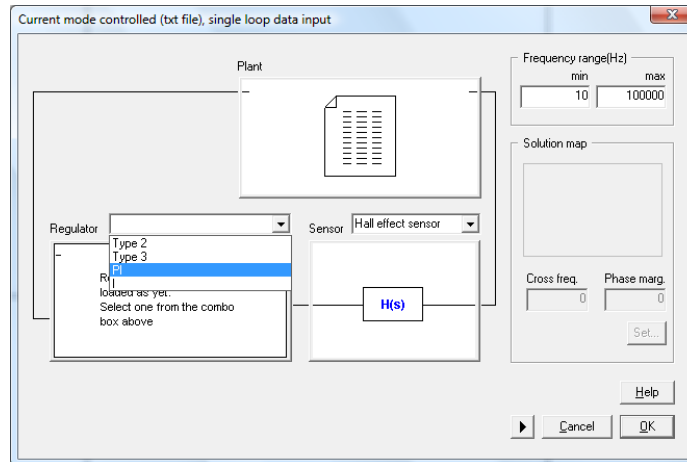 Current mode controlled (txt file), single loop data input
Plant
Frequency range(Hz)
min max
10 100000
Solution map
Regulator
Sensor Hall effect sensor
Type 2
Type 3
PI
I
loaded as yet.
Select one from the combo
box above
H(s)
Cross freq. Phase marg.
0 0
Set...
Help
Cancel OK